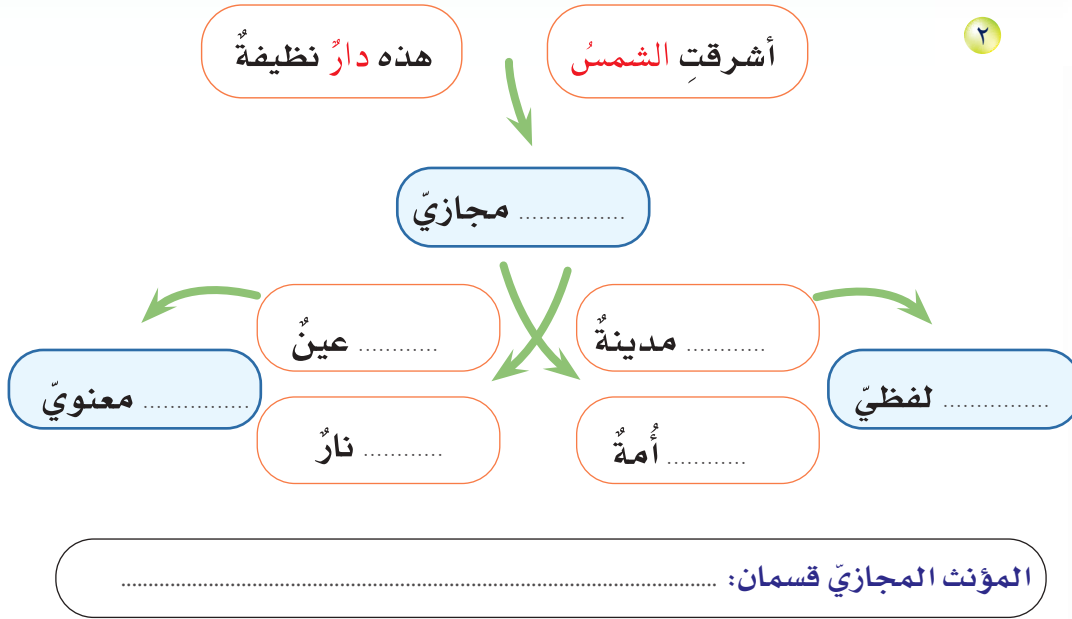 ٢
أشرقتِ الشمسُ
هذه دارٌ نظيفةٌ
................ مجازيّ
............ مدينةٌ
............ عينٌ
................ لفظيّ
................ معنويّ
............ أُمةٌ
............ نارٌ
المؤنث المجازيّ قسمان: ........................................................................................